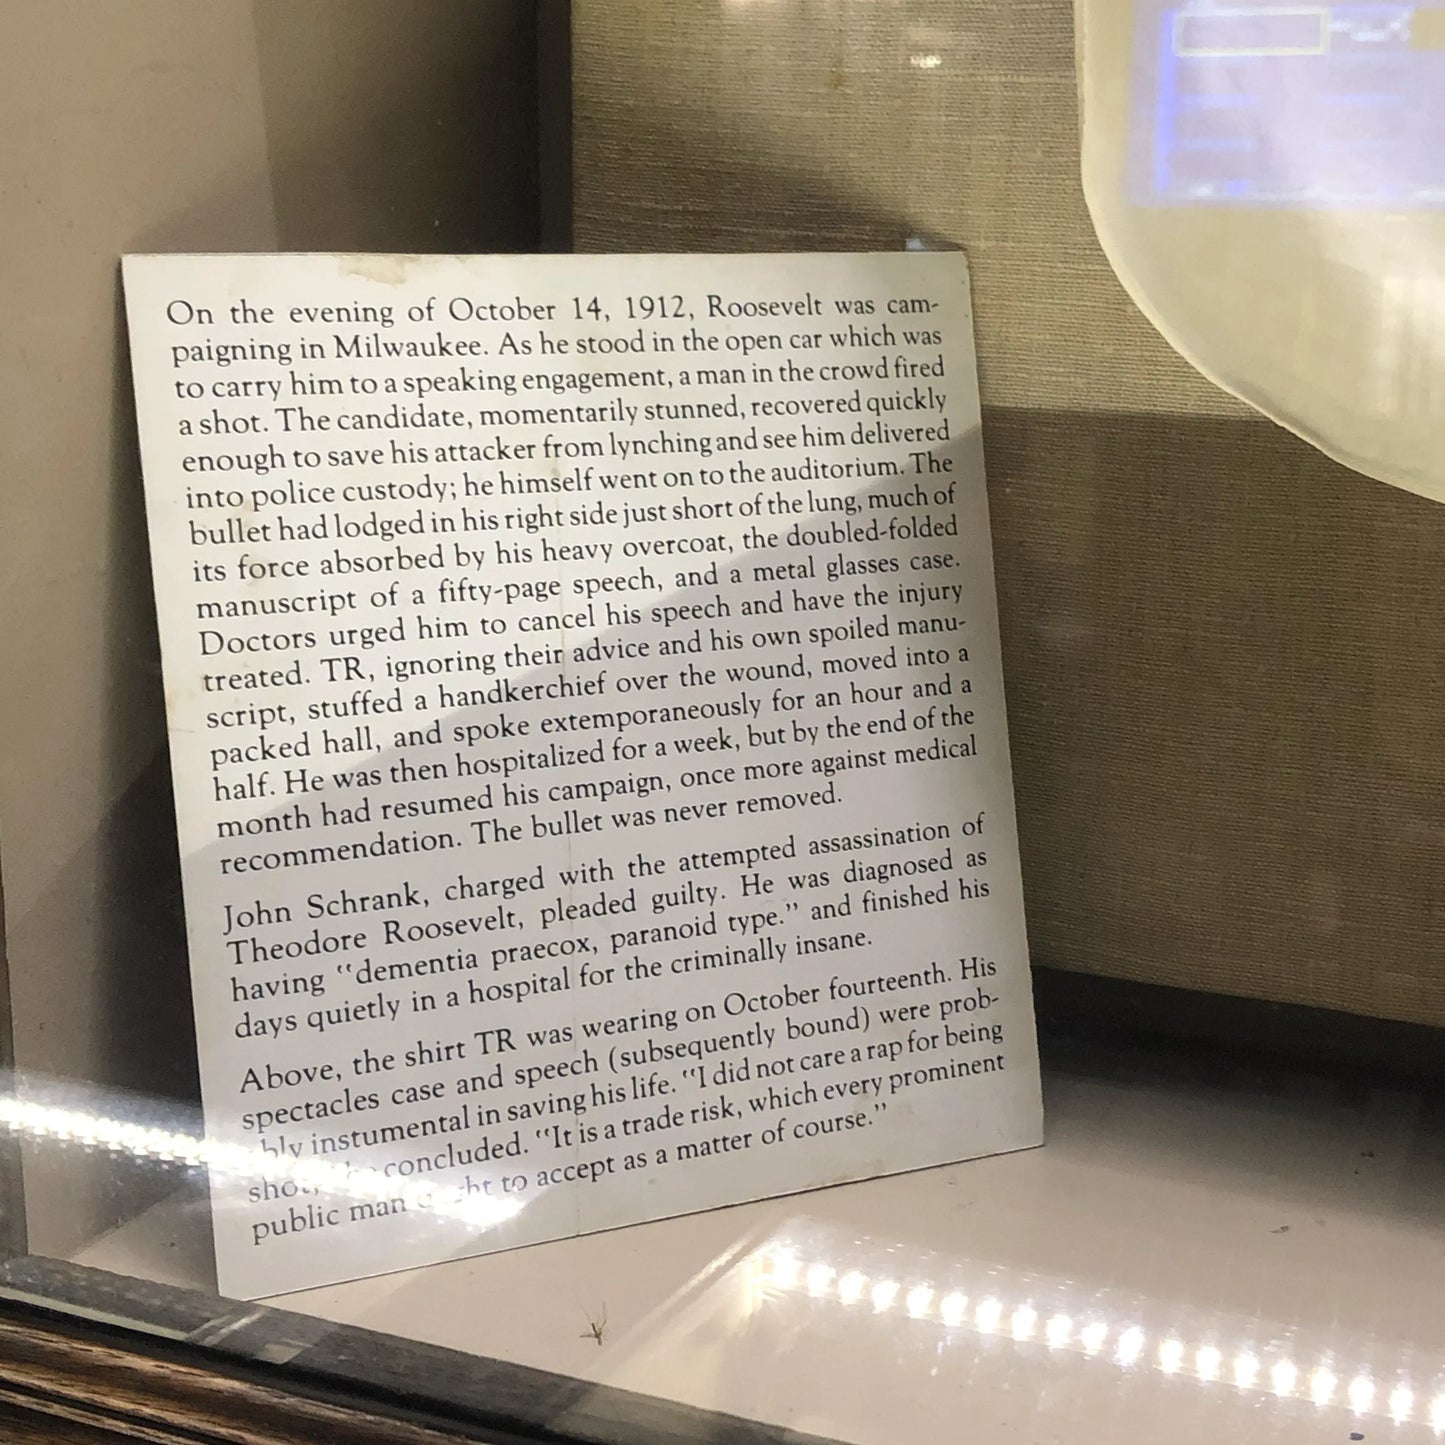 On the evening of October 14, 1912, Roosevelt was cam-
paigning in Milwaukee. As he stood in the open car which was
to carry him to a speaking engagement, a man in the crowd fired
a shot. The candidate, momentarily stunned, recovered quickly
enough to save his attacker from lynching and see him delivered
into police custody; he himself went on to the auditorium. The
bullet had lodged in his right side just short of the lung, much of
its force absorbed by his heavy overcoat, the doubled-folded
manuscript of a fifty-page speech, and a metal glasses case.
Doctors urged him to cancel his speech and have the injury
treated. TR, ignoring their advice and his own spoiled manu-
script, stuffed a handkerchief over the wound, moved into a
packed hall, and spoke extemporaneously for an hour and a
half. He was then hospitalized for a week, but by the end of the
month had resumed his campaign, once more against medical
recommendation. The bullet was never removed.
John Schrank, charged with the attempted assassination of
Theodore Roosevelt, pleaded guilty. He was diagnosed as
having "dementia praecox, paranoid type." and finished his
days quietly in a hospital for the criminally insane.
Above, the shirt TR was wearing on October fourteenth. His
spectacles case and speech (subsequently bound) were prob-
bly instumental in saving his life. "I did not care a rap for being
shot, he concluded. "It is a trade risk, which every prominent
public man to accept as a matter of course."